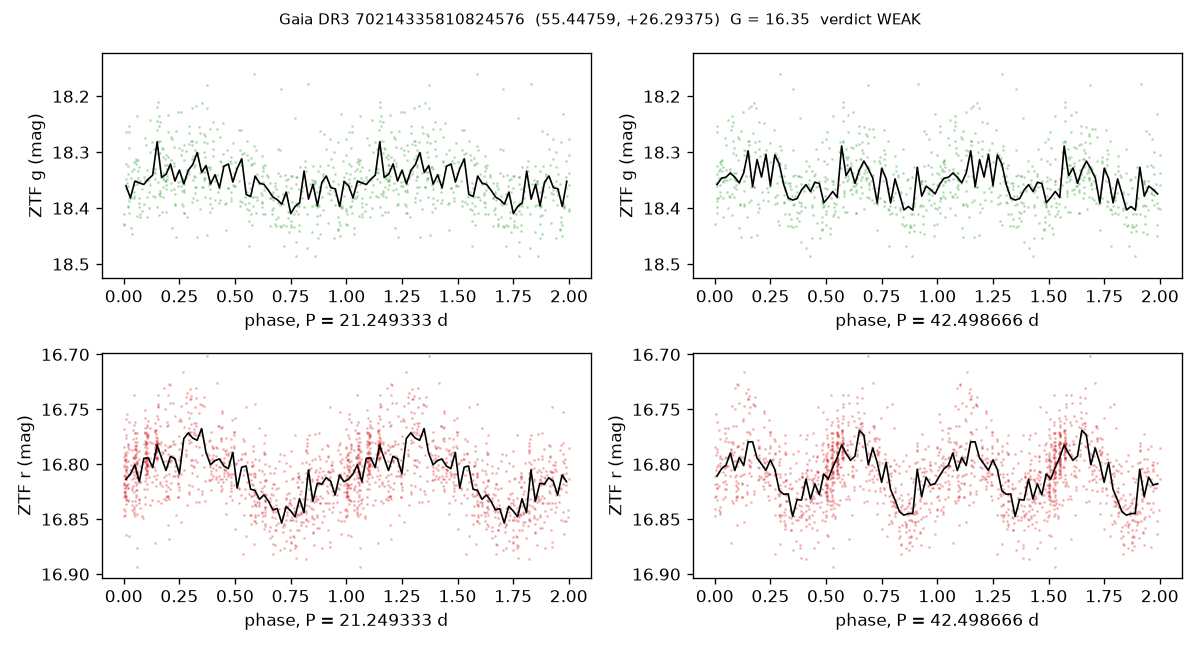 Gaia DR3 70214335810824576  (55.44759, +26.29375)  G = 16.35  verdict WEAK
ZTF g (mag)
18.2
18.3
18.4
18.5
0.00 0.25 0.50 0.75 1.00 1.25 1.50 1.75 2.00
phase, P = 21.249333 d
ZTF g (mag)
18.2
18.3
18.4
18.5
0.00 0.25 0.50 0.75 1.00 1.25 1.50 1.75 2.00
phase, P = 42.498666 d
ZTF r (mag)
16.70
16.75
16.80
16.85
16.90
0.00 0.25 0.50 0.75 1.00 1.25 1.50 1.75 2.00
phase, P = 21.249333 d
ZTF r (mag)
16.70
16.75
16.80
16.85
16.90
0.00 0.25 0.50 0.75 1.00 1.25 1.50 1.75 2.00
phase, P = 42.498666 d